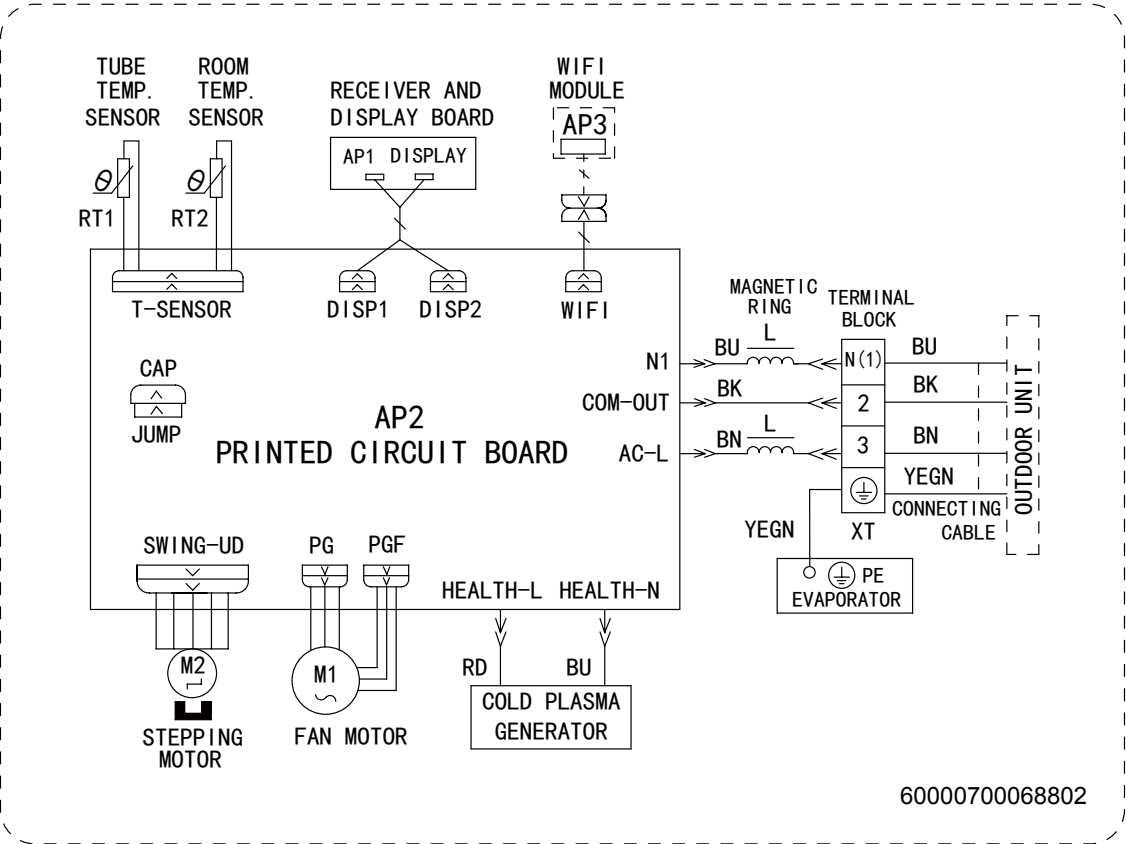 TUBE
TEMP.
SENSOR
ROOM
TEMP.
SENSOR
RECEIVER AND
DISPLAY BOARD
AP1 DISPLAY
WIFI
MODULE
AP3
θ
RT1
θ
RT2
T-SENSOR
DISP1
DISP2
WIFI
CAP
JUMP
AP2
PRINTED CIRCUIT BOARD
N1
COM-OUT
AC-L
MAGNETIC
RING
L
BU
BK
L
BN
TERMINAL
BLOCK
N(1)
2
3
XT
BU
BK
BN
YEGN
CONNECTING
CABLE
OUTDOOR UNIT
YEGN
PE
EVAPORATOR
SWING-UD
PG
PGF
HEALTH-L
HEALTH-N
M2
STEPPING
MOTOR
M1
FAN MOTOR
RD
BU
COLD PLASMA
GENERATOR
60000700068802